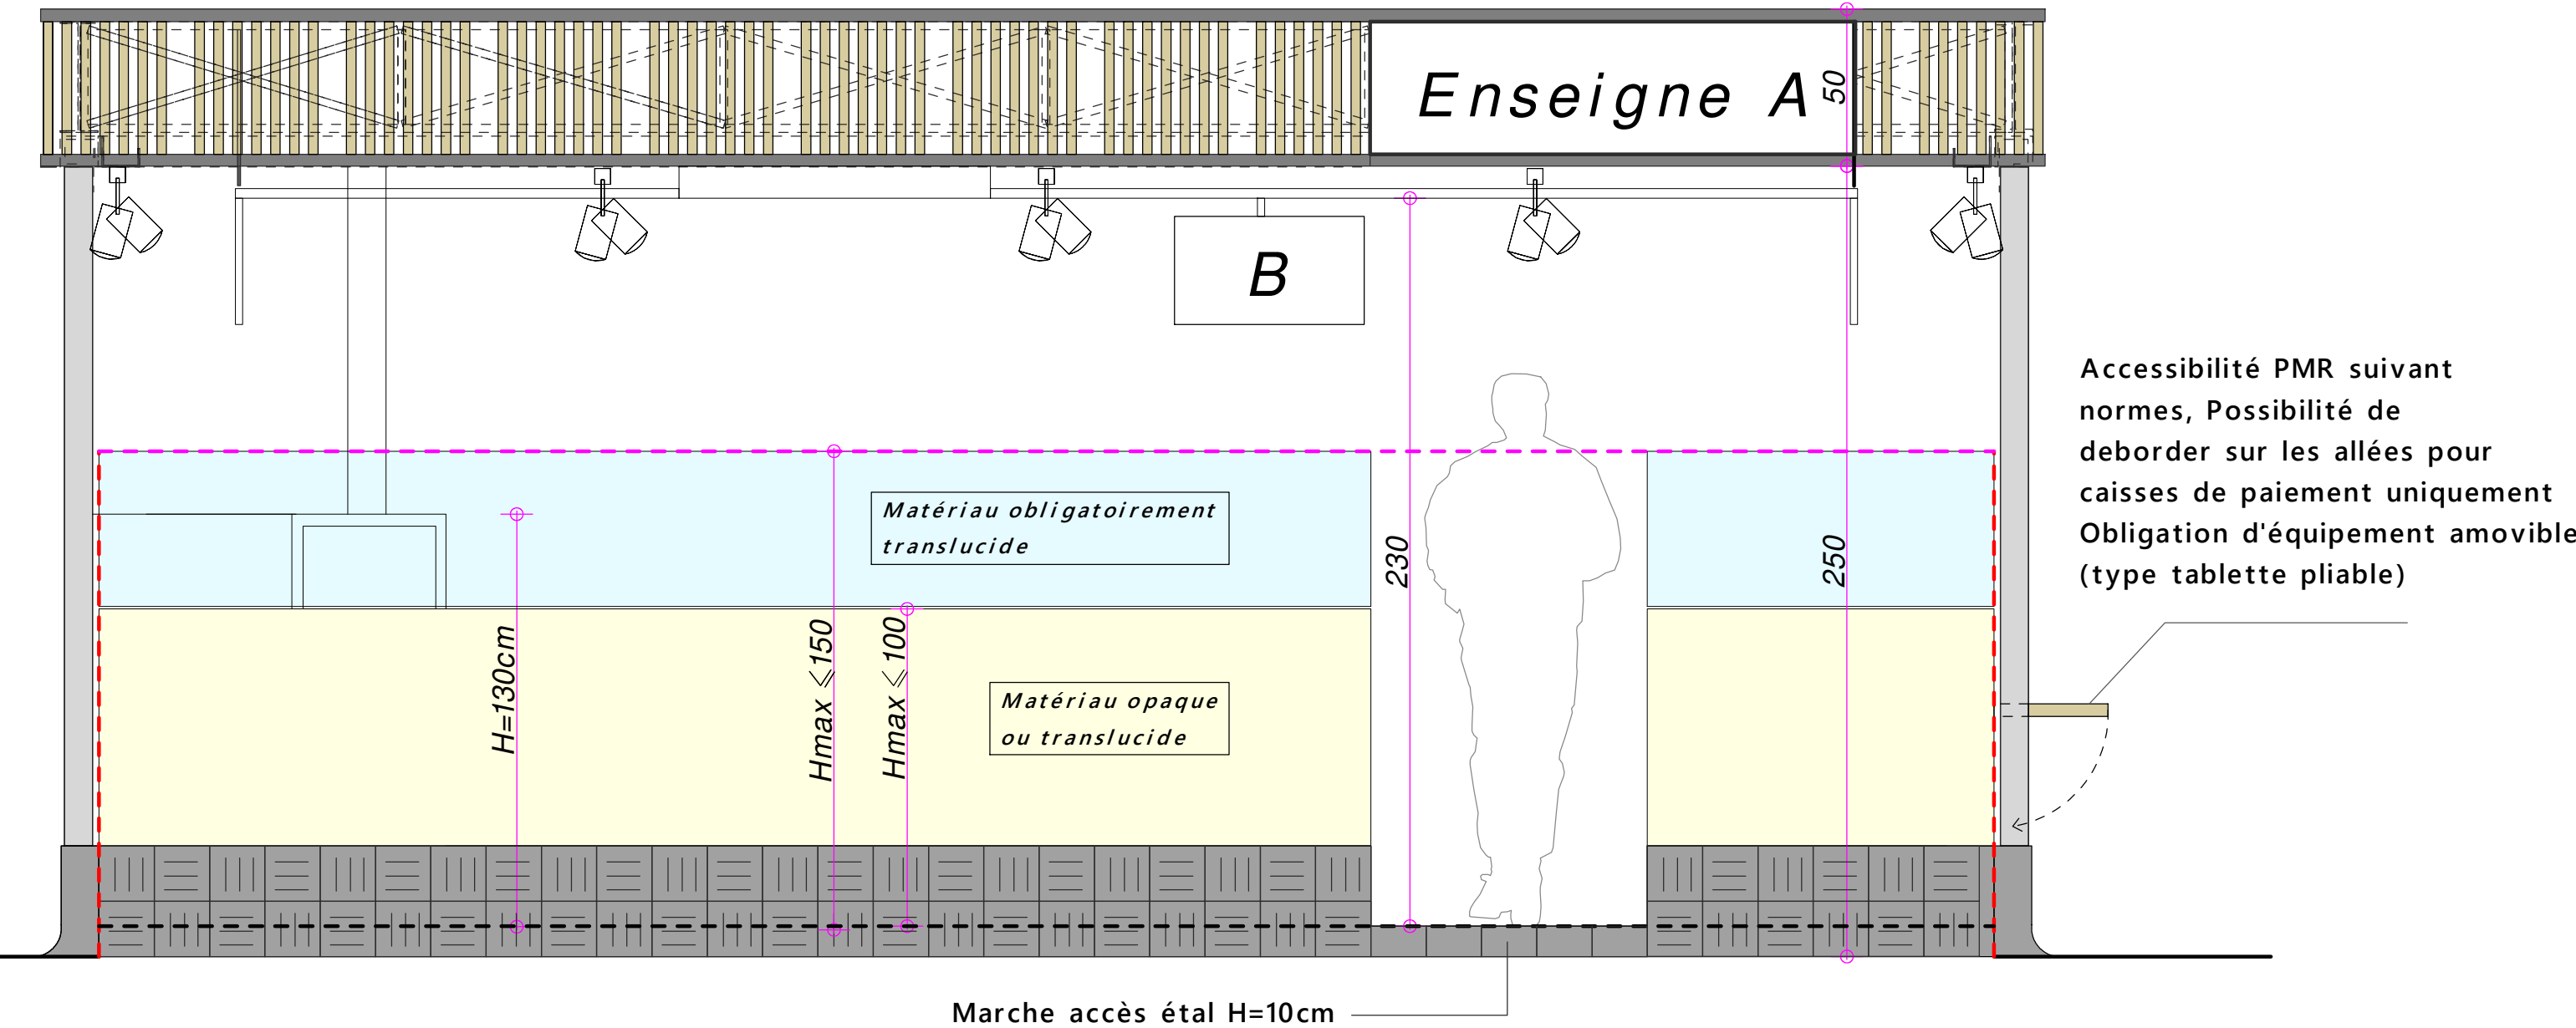 Enseigne A
50
B
Accessibilité PMR suivant
normes, Possibilité de
deborder sur les allées pour
caisses de paiement uniquement
Obligation d'équipement amovible
(type tablette pliable)
Matériau obligatoirement
translucide
230
250
H=130cm
Hmax ⩽150
Hmax ⩽100
Matériau opaque
ou translucide
Marche accès étal H=10cm